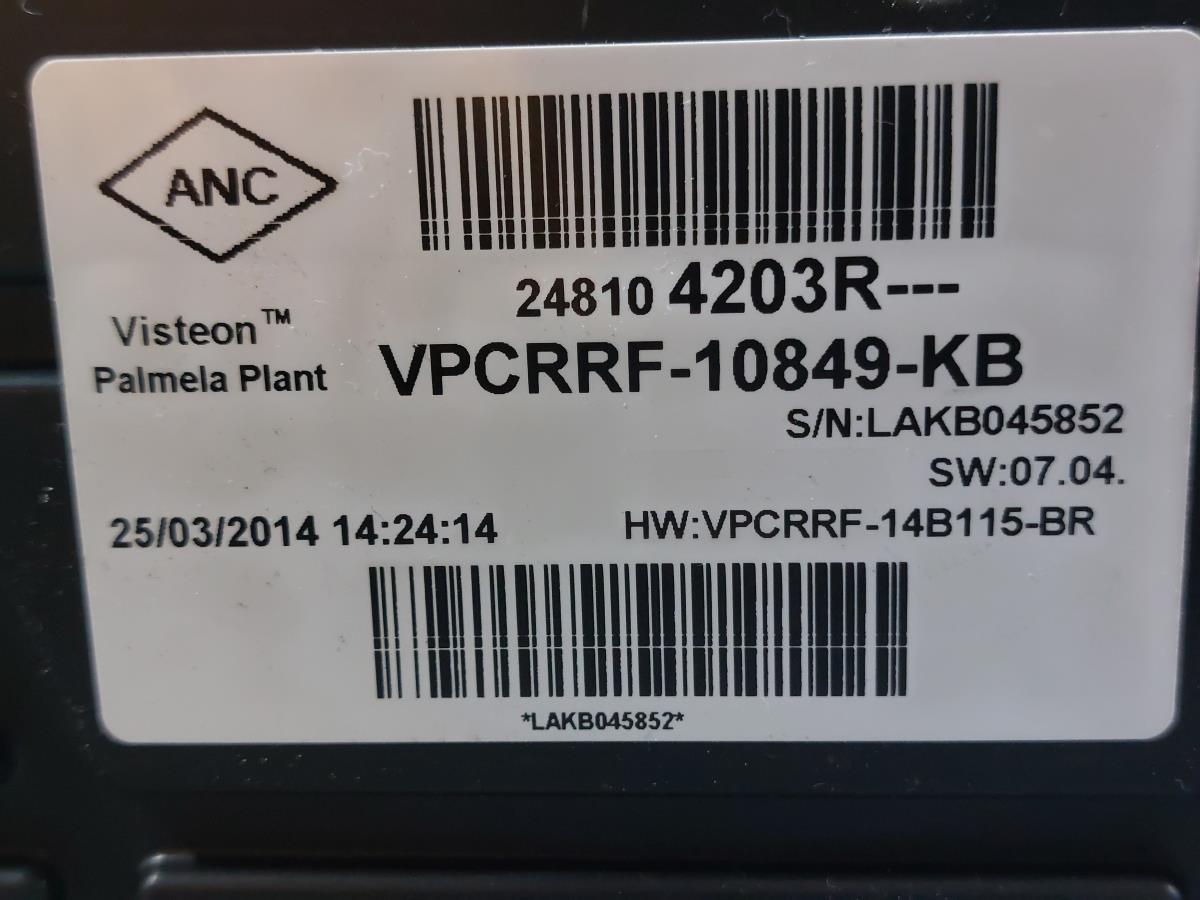 ANC
24810 4203R---
Visteon™
Palmela Plant
VPCRRF-10849-KB
S/N:LAKB045852
SW:07.04.
25/03/2014 14:24:14
HW:VPCRRF-14B115-BR
*LAKB045852*